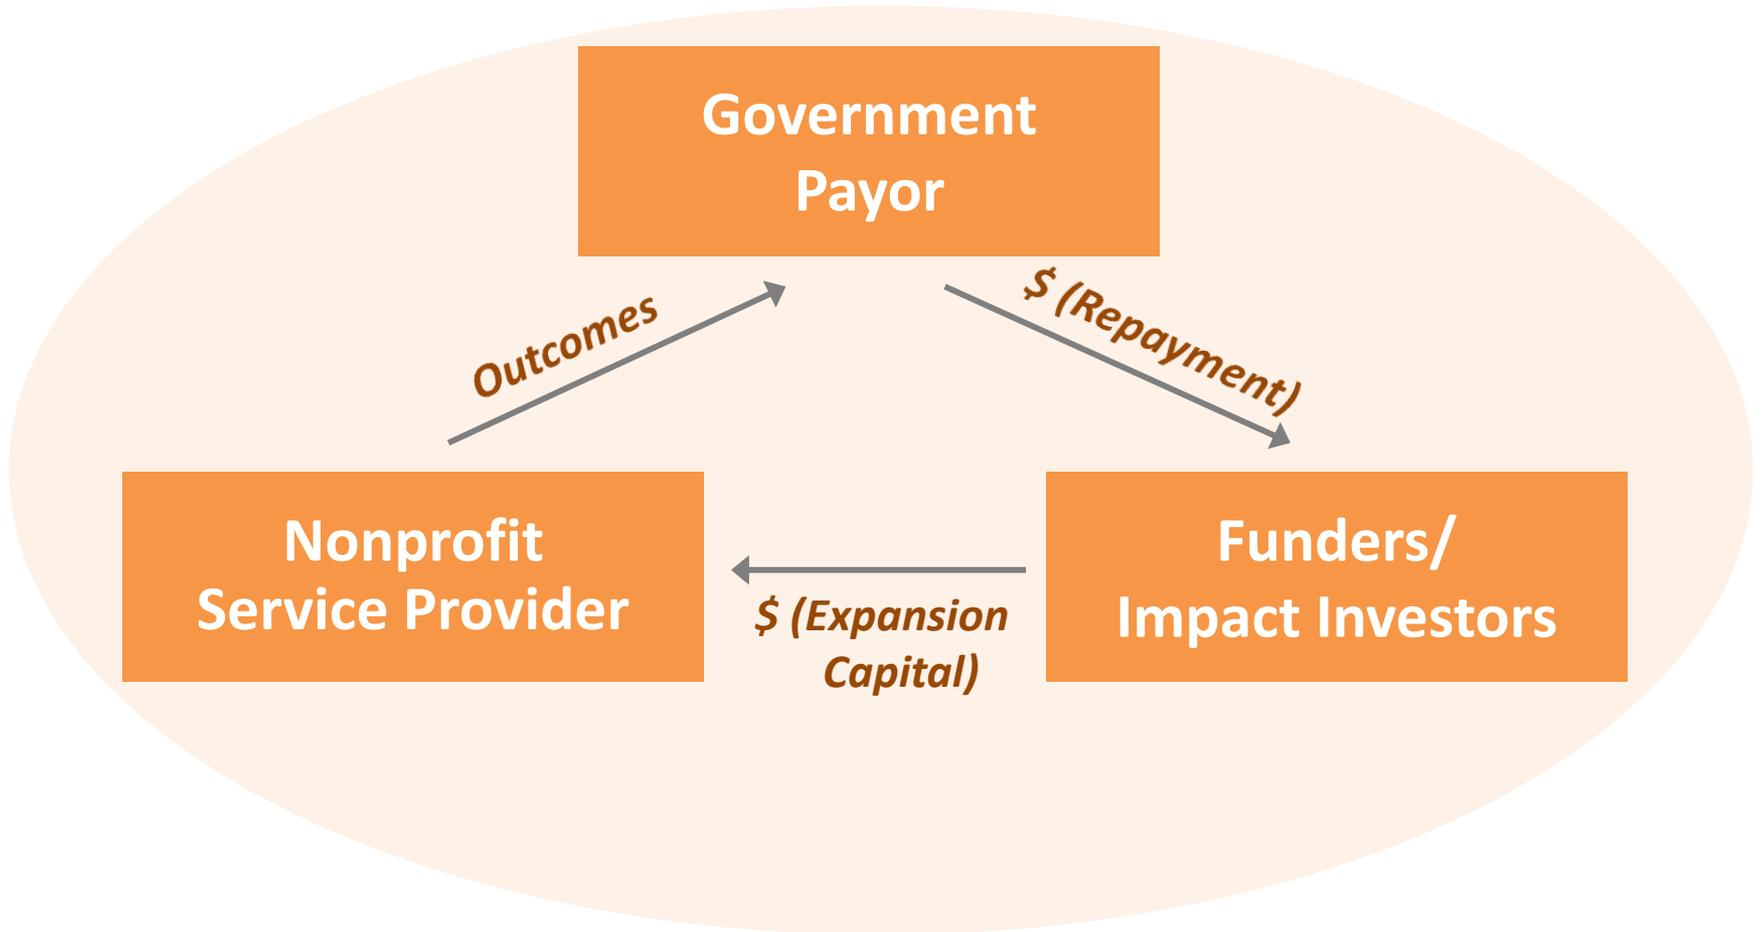 Government
Payor
Outcomes
$ (Repayment)
Nonprofit
Service Provider
$ (Expansion
Capital)
Funders/
Impact Investors